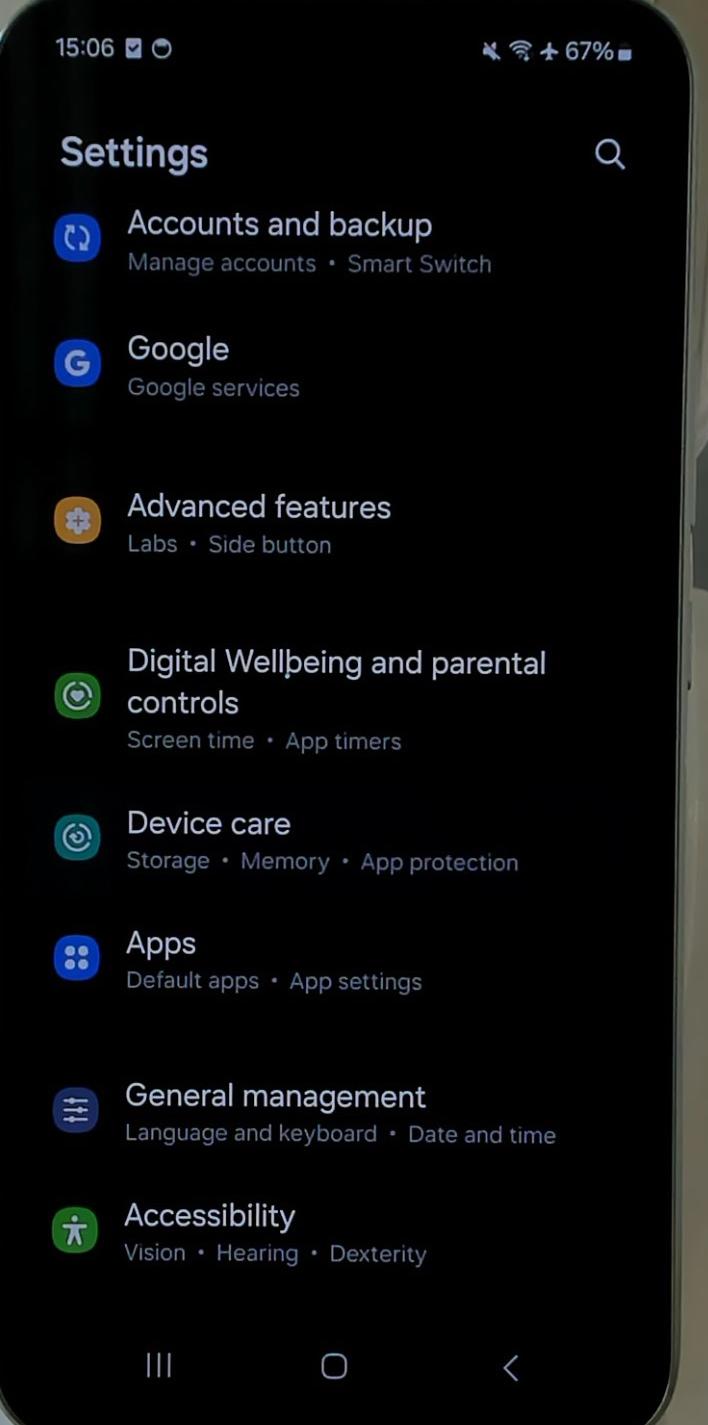 15:06
67%
Settings
Accounts and backup
Manage accounts • Smart Switch
Google
Google services
Advanced features
Labs • Side button
Digital Wellbeing and parental
controls
Screen time • App timers
Device care
Storage • Memory • App protection
Apps
Default apps • App settings
General management
Language and keyboard • Date and time
Accessibility
Vision • Hearing • Dexterity